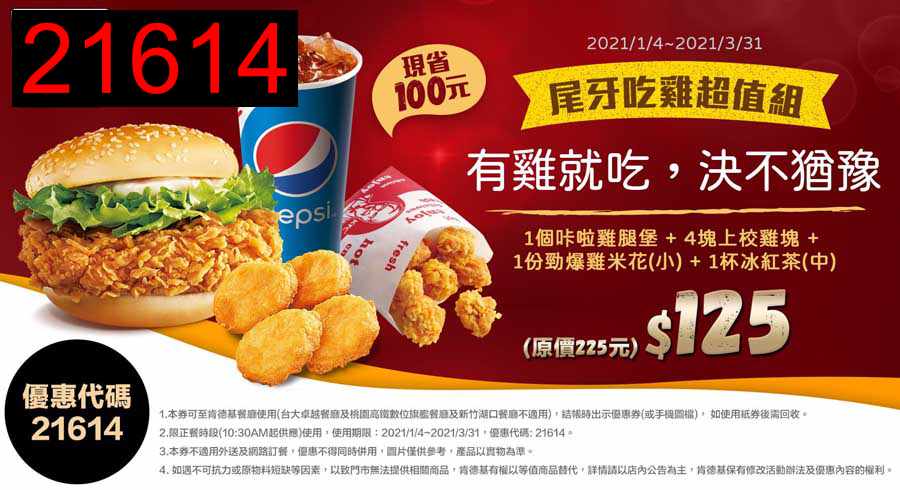 21614
2021/1/4~2021/3/31
現省
100元
尾牙吃雞超值組
有雞就吃，決不猶豫
epsi
enjoy
hot
fresh
1個咔啦雞腿堡 + 4塊上校雞塊 +
1份勁爆雞米花(小) + 1杯冰紅茶(中)
(原價225元) $125
優惠代碼
21614
1.本券可至肯德基餐廳使用(台大卓越餐廳及桃園高鐵數位旗艦餐廳及新竹湖口餐廳不適用)，結帳時出示優惠券(或手機圖檔)， 如使用紙券後需回收。
2.限正餐時段(10:30AM起供應)使用，使用期限：2021/1/4~2021/3/31，優惠代碼: 21614。
3.本券不適用外送及網路訂餐，優惠不得同時併用，圖片僅供參考，產品以實物為準。
4. 如遇不可抗力或原物料短缺等因素，以致門市無法提供相關商品，肯德基有權以等值商品替代，詳情請以店內公告為主，肯德基保有修改活動辦法及優惠內容的權利。